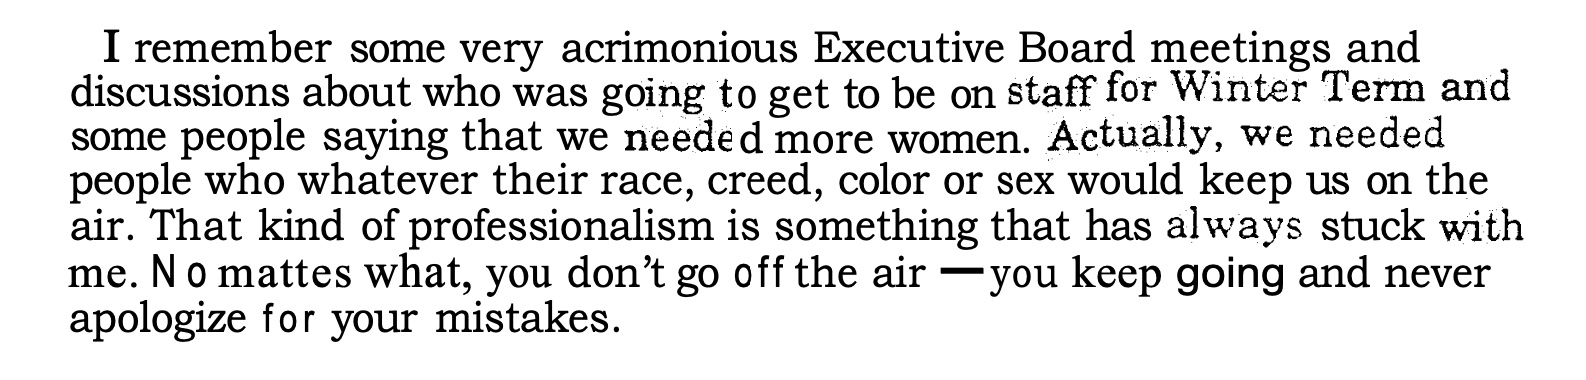 I remember some very acrimonious Executive Board meetings and
discussions about who was going to get to be on staff for Winter Term and
some people saying that we needed more women. Actually, we needed
people who whatever their race, creed, color or sex would keep us on the
air. That kind of professionalism is something that has always stuck with
me. No mattes what, you don't go off the air —you keep going and never
apologize for your mistakes.